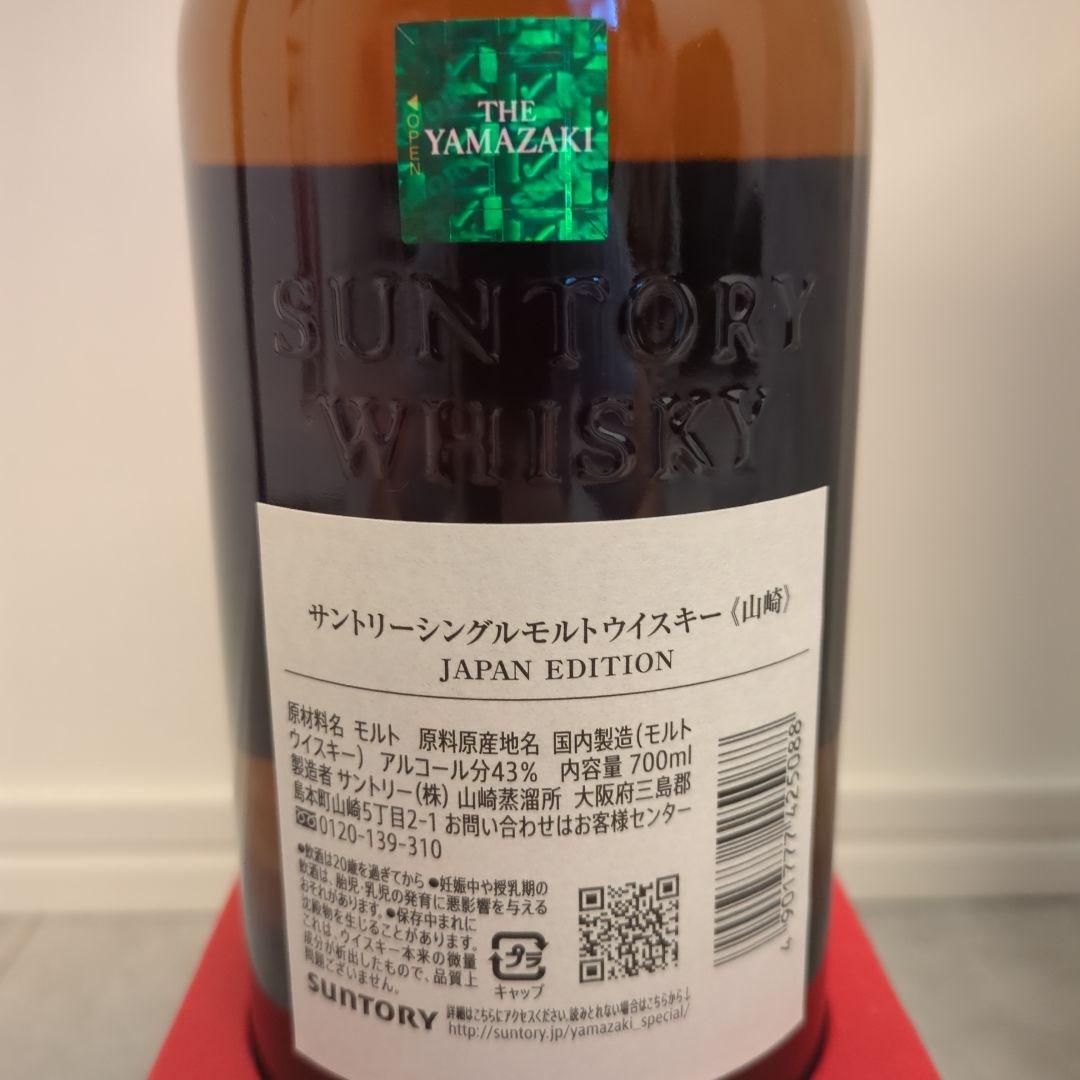 THE
YAMAZAKI
◀OPEN
SUNTORY
WHISKY
サントリーシングルモルトウイスキー《山崎》
JAPAN EDITION
原材料名 モルト 原料原産地名 国内製造(モルト
ウイスキー) アルコール分43% 内容量 700ml
製造者 サントリー(株) 山崎蒸溜所 大阪府三島郡
島本町山崎5丁目2-1 お問い合わせはお客様センター
0120-139-310
●飲酒は20歳を過ぎてから ●妊娠中や授乳期の
飲酒は、胎児・乳児の発育に悪影響を与える
おそれがあります。●保存中まれに
沈殿物を生じることがあります。
これは、ウイスキー本来の微量
成分が析出したもので、品質上
問題ございません。
プラ
キャップ
SUNTORY
詳細はこちらにアクセスください。読みとれない場合はこちらから↓
http://suntory.jp/yamazaki_special/
4 901777 425088